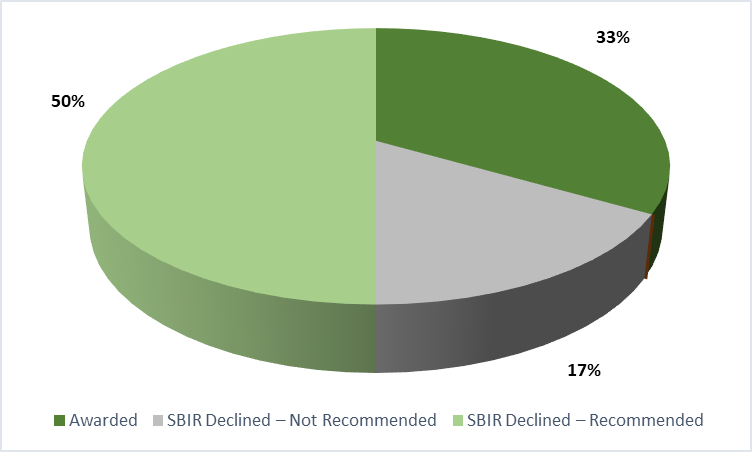 33%
50%
17%
Awarded SBIR Declined – Not Recommended SBIR Declined – Recommended